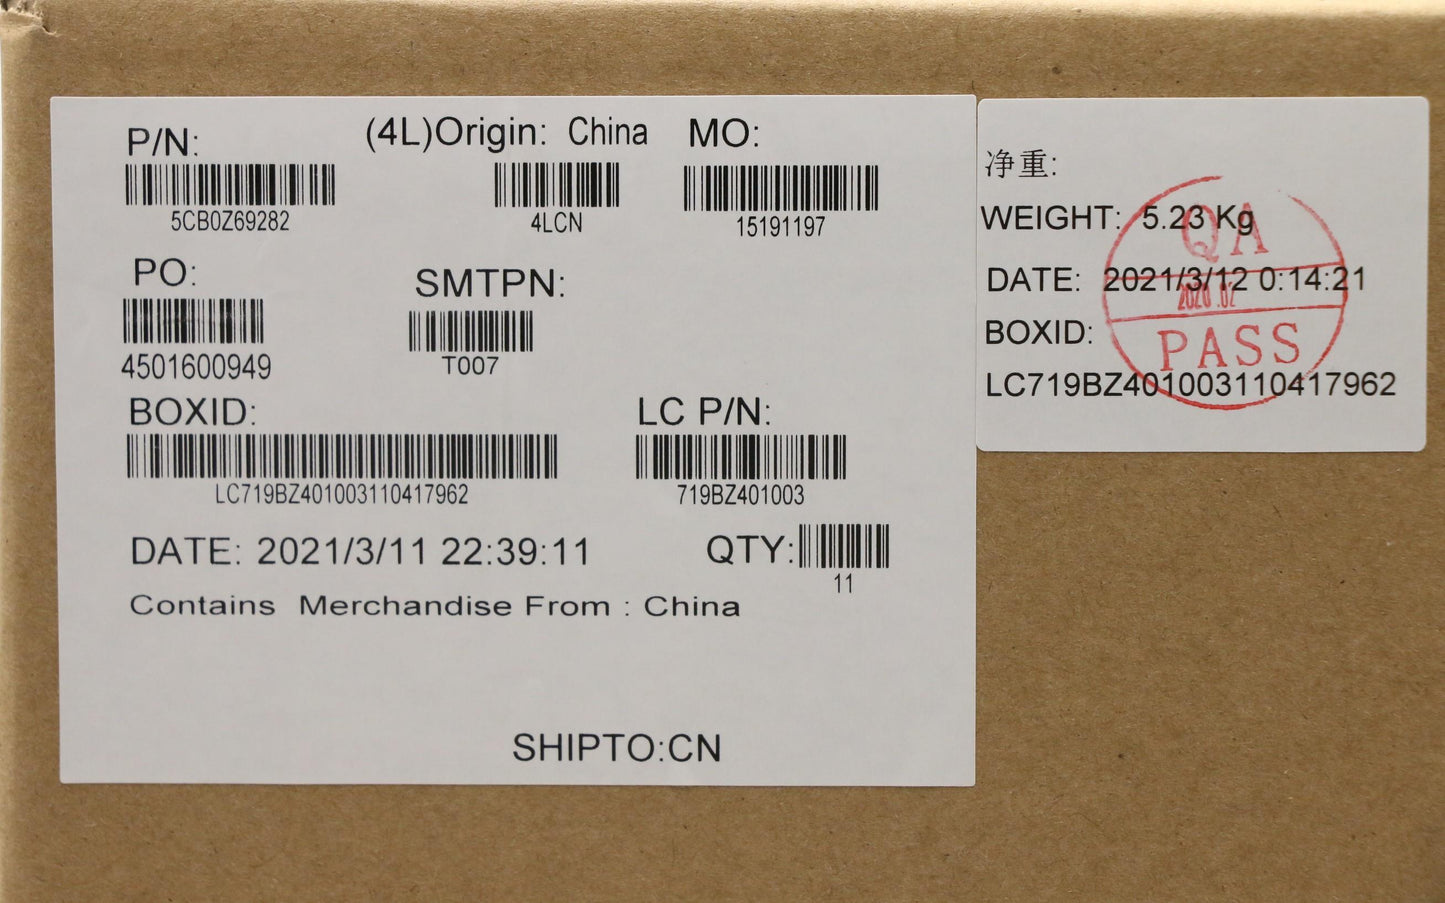 P/N:
5CB0Z69282
(4L)Origin: China
4LCN
MO:
15191197
PO:
4501600949
SMTPN:
T007
BOXID:
LC719BZ401003110417962
LC P/N:
719BZ401003
DATE: 2021/3/11 22:39:11
QTY:
11
Contains Merchandise From : China
SHIPTO:CN
净重:
WEIGHT: 5.23 Kg
DATE: 2021/3/12 0:14:21
BOXID:
LC719BZ401003110417962
QA
2020.02
PASS